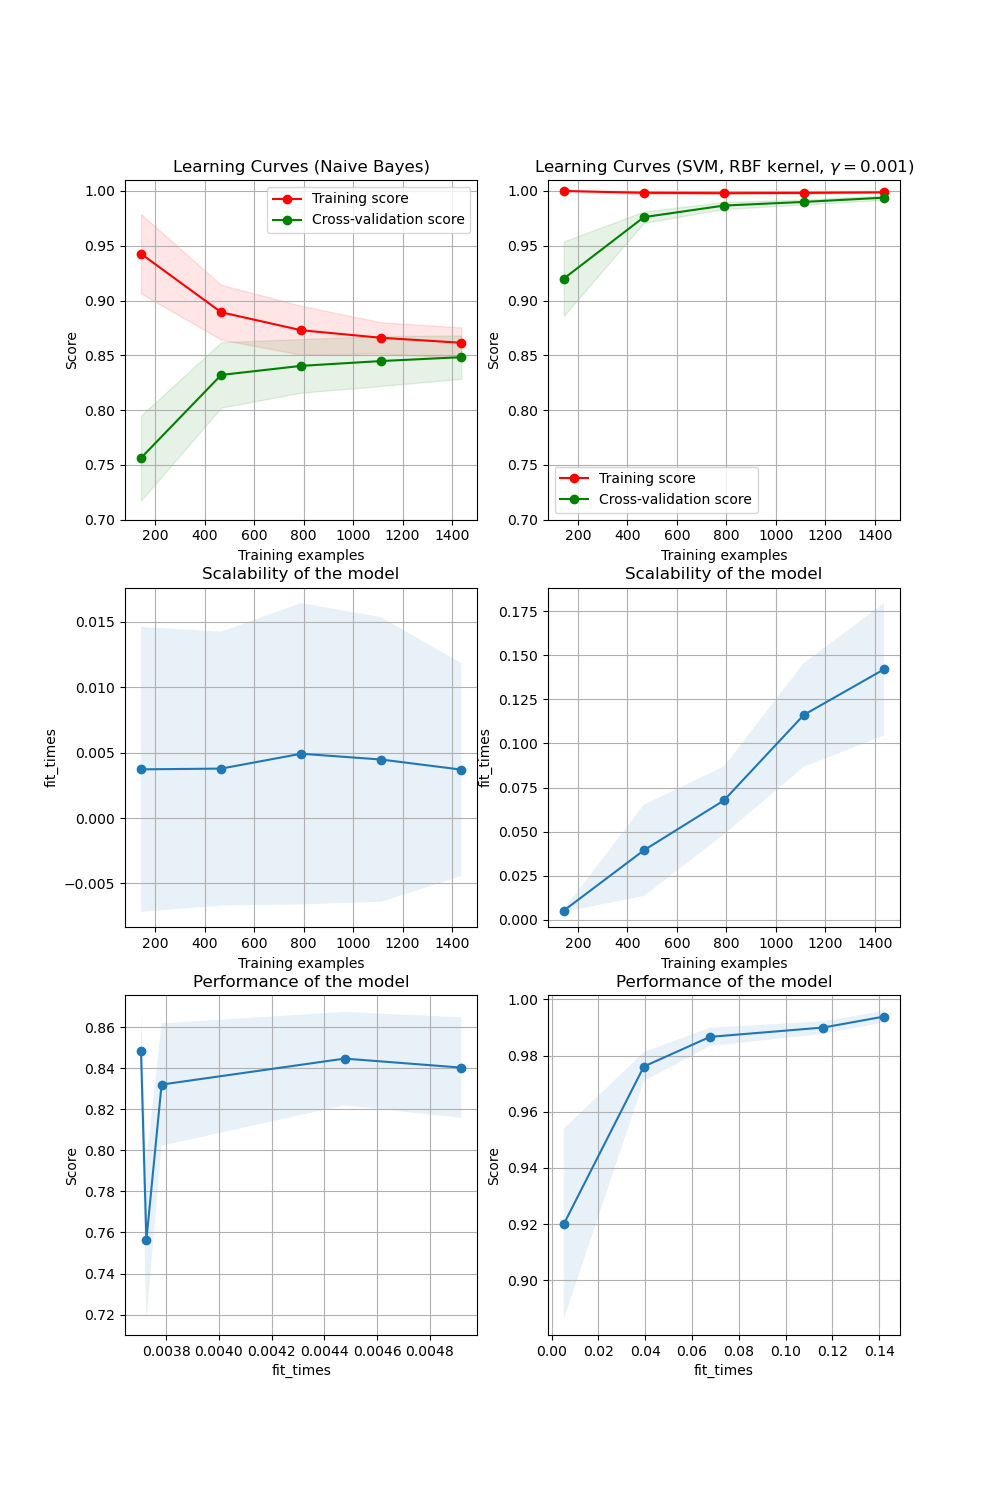 Learning Curves (Naive Bayes)
1.00
0.95
0.90
0.85
0.80
0.75
0.70
Score
Training score
Cross-validation score
200 400 600 800 1000 1200 1400
Training examples
Learning Curves (SVM, RBF kernel, γ = 0.001)
1.00
0.95
0.90
0.85
0.80
0.75
0.70
Score
Training score
Cross-validation score
200 400 600 800 1000 1200 1400
Training examples
Scalability of the model
0.015
0.010
0.005
0.000
−0.005
fit_times
200 400 600 800 1000 1200 1400
Training examples
Scalability of the model
0.175
0.150
0.125
0.100
0.075
0.050
0.025
0.000
fit_times
200 400 600 800 1000 1200 1400
Training examples
Performance of the model
0.86
0.84
0.82
0.80
0.78
0.76
0.74
0.72
Score
0.0038 0.0040 0.0042 0.0044 0.0046 0.0048
fit_times
Performance of the model
1.00
0.98
0.96
0.94
0.92
0.90
Score
0.00 0.02 0.04 0.06 0.08 0.10 0.12 0.14
fit_times